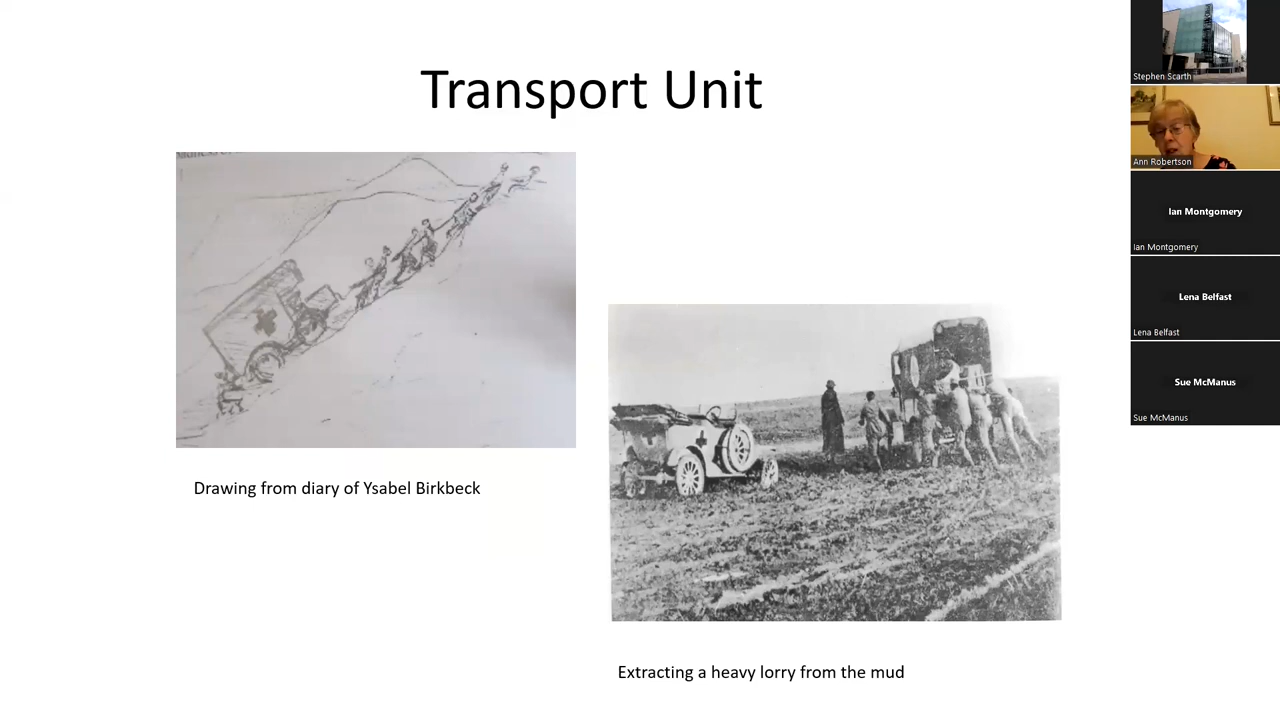 Transport Unit
Drawing from diary of Ysabel Birkbeck
Extracting a heavy lorry from the mud
Stephen Scarth
Ann Robertson
Ian Montgomery
Ian Montgomery
Lena Belfast
Lena Belfast
Sue McManus
Sue McManus